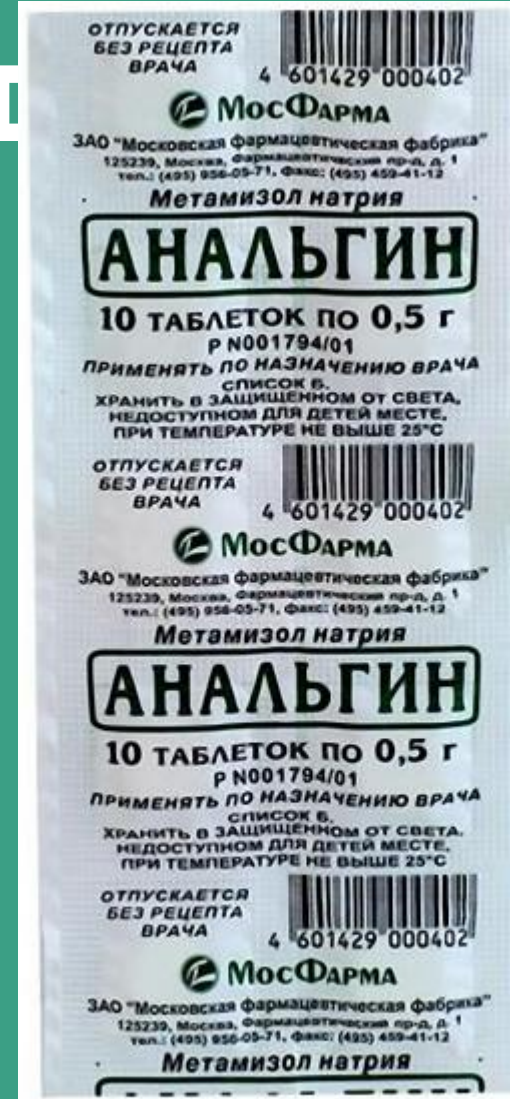 ОТПУСКАЕТСЯ
БЕЗ РЕЦЕПТА
ВРАЧА
4 601429 000402
МосФарма
ЗАО "Московская фармацевтическая фабрика"
125239, Москва, Фармацевтический пр-д, д. 1
тел.: (495) 956-05-71, факс: (495) 459-41-12
Метамизол натрия
АНАЛЬГИН
10 ТАБЛЕТОК ПО 0,5 г
Р N001794/01
ПРИМЕНЯТЬ ПО НАЗНАЧЕНИЮ ВРАЧА
СПИСОК Б.
ХРАНИТЬ В ЗАЩИЩЕННОМ ОТ СВЕТА,
НЕДОСТУПНОМ ДЛЯ ДЕТЕЙ МЕСТЕ,
ПРИ ТЕМПЕРАТУРЕ НЕ ВЫШЕ 25°С
ОТПУСКАЕТСЯ
БЕЗ РЕЦЕПТА
ВРАЧА
4 601429 000402
МосФарма
ЗАО "Московская фармацевтическая фабрика"
125239, Москва, Фармацевтический пр-д, д. 1
тел.: (495) 956-05-71, факс: (495) 459-41-12
Метамизол натрия
АНАЛЬГИН
10 ТАБЛЕТОК ПО 0,5 г
Р N001794/01
ПРИМЕНЯТЬ ПО НАЗНАЧЕНИЮ ВРАЧА
СПИСОК Б.
ХРАНИТЬ В ЗАЩИЩЕННОМ ОТ СВЕТА,
НЕДОСТУПНОМ ДЛЯ ДЕТЕЙ МЕСТЕ,
ПРИ ТЕМПЕРАТУРЕ НЕ ВЫШЕ 25°С
ОТПУСКАЕТСЯ
БЕЗ РЕЦЕПТА
ВРАЧА
4 601429 000402
МосФарма
ЗАО "Московская фармацевтическая фабрика"
125239, Москва, Фармацевтический пр-д, д. 1
тел.: (495) 956-05-71, факс: (495) 459-41-12
Метамизол натрия